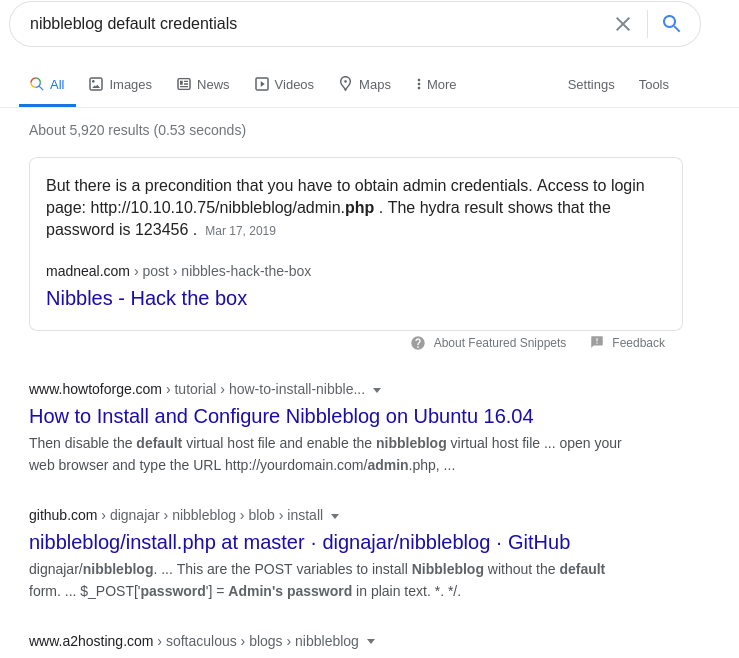 nibbleblog default credentials
All Images News Videos Maps More Settings Tools
About 5,920 results (0.53 seconds)
But there is a precondition that you have to obtain admin credentials. Access to login
page: http://10.10.10.75/nibbleblog/admin.php . The hydra result shows that the
password is 123456 . Mar 17, 2019
madneal.com › post › nibbles-hack-the-box
Nibbles - Hack the box
About Featured Snippets Feedback
www.howtoforge.com › tutorial › how-to-install-nibble...
How to Install and Configure Nibbleblog on Ubuntu 16.04
Then disable the default virtual host file and enable the nibbleblog virtual host file ... open your
web browser and type the URL http://yourdomain.com/admin.php, ...
github.com › dignajar › nibbleblog › blob › install
nibbleblog/install.php at master · dignajar/nibbleblog · GitHub
dignajar/nibbleblog. ... This are the POST variables to install Nibbleblog without the default
form. ... $_POST['password'] = Admin's password in plain text. *. */.
www.a2hosting.com › softaculous › blogs › nibbleblog